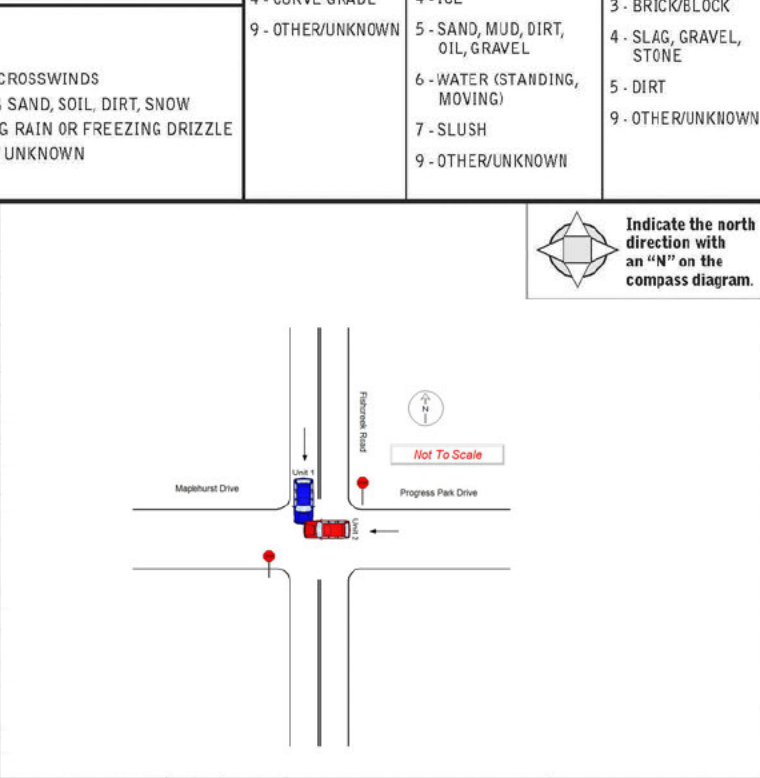 9 - OTHER/UNKNOWN
CROSSWINDS
SAND, SOIL, DIRT, SNOW
G RAIN OR FREEZING DRIZZLE
UNKNOWN
5 - SAND, MUD, DIRT,
OIL, GRAVEL
6 - WATER (STANDING,
MOVING)
7 - SLUSH
9 - OTHER/UNKNOWN
3 - BRICK/BLOCK
4 - SLAG, GRAVEL,
STONE
5 - DIRT
9 - OTHER/UNKNOWN
Indicate the north
direction with
an “N” on the
compass diagram.
Fishcreek Road
N
Not To Scale
Unit 1
Maplehurst Drive
Progress Park Drive
Unit 2